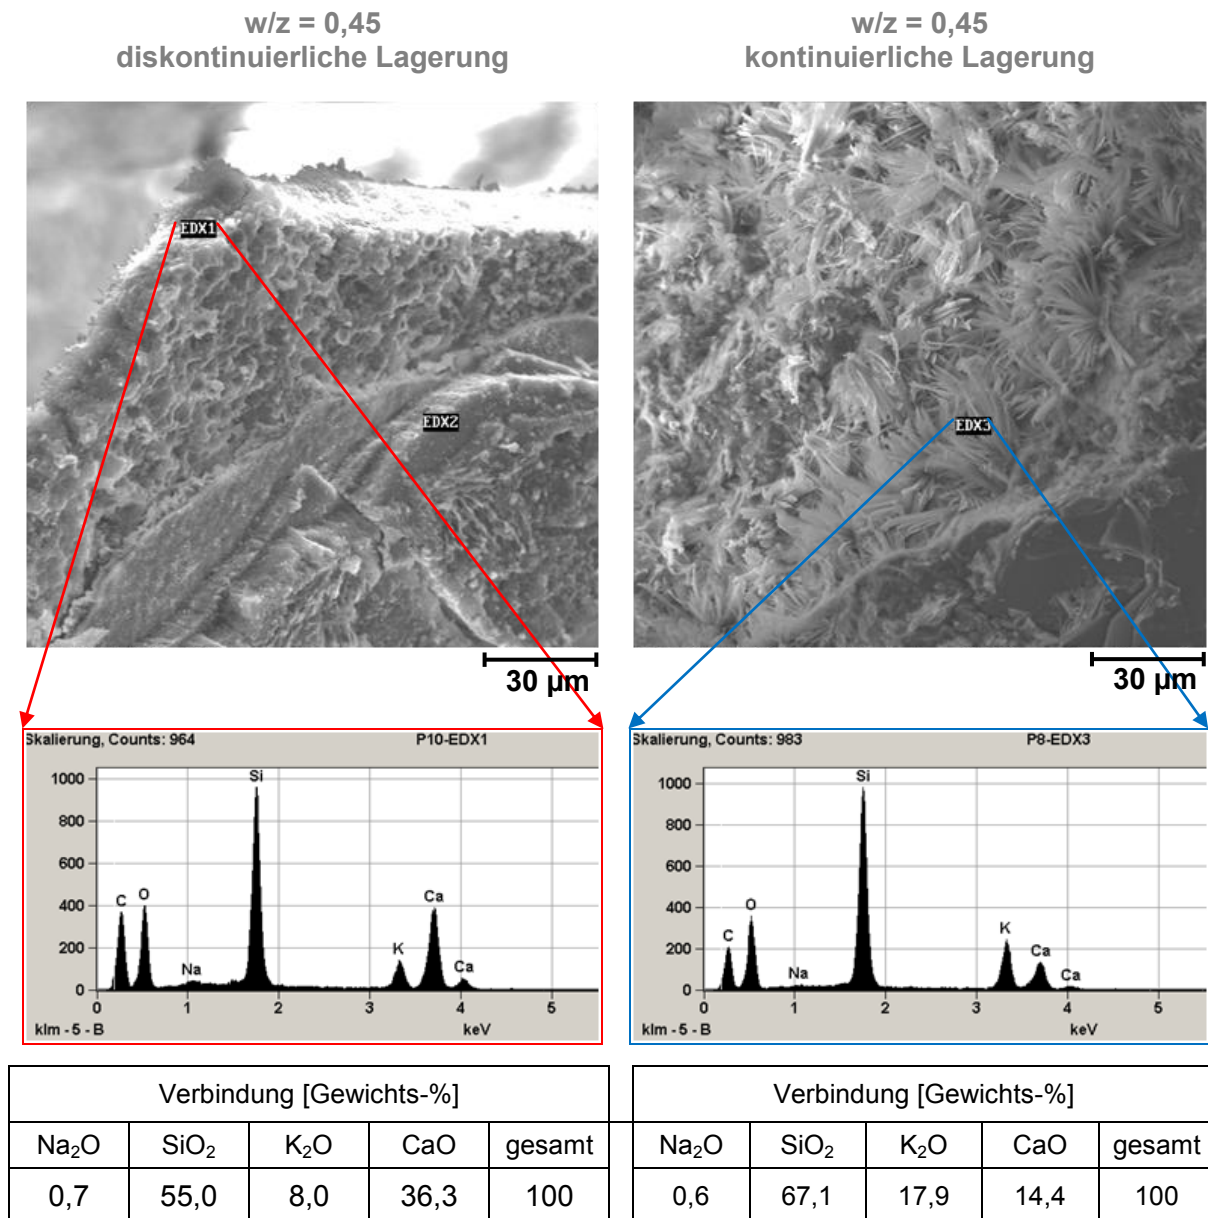 w/z = 0,45
diskontinuierliche Lagerung
w/z = 0,45
kontinuierliche Lagerung
EDX1
EDX2
EDX3
30 µm
30 µm
Skalierung, Counts: 964 P10-EDX1
1000
800
600
400
200
0
C O Na Si K Ca Ca
0 1 2 3 4 5
klm - 5 - B keV
Skalierung, Counts: 983 P8-EDX3
1000
800
600
400
200
0
C O Na Si K Ca Ca
0 1 2 3 4 5
klm - 5 - B keV
Verbindung [Gewichts-%]
Na₂O SiO₂ K₂O CaO gesamt
0,7 55,0 8,0 36,3 100
Verbindung [Gewichts-%]
Na₂O SiO₂ K₂O CaO gesamt
0,6 67,1 17,9 14,4 100